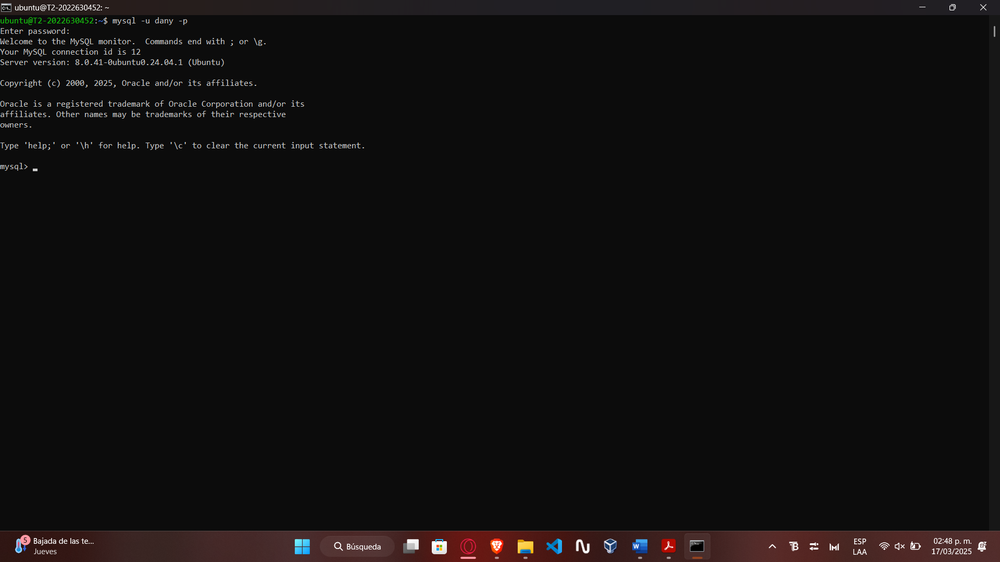 ubuntu@T2-2022630452: ~
ubuntu@T2-2022630452:~$ mysql -u dany -p
Enter password:
Welcome to the MySQL monitor.  Commands end with ; or \g.
Your MySQL connection id is 12
Server version: 8.0.41-0ubuntu0.24.04.1 (Ubuntu)
Copyright (c) 2000, 2025, Oracle and/or its affiliates.
Oracle is a registered trademark of Oracle Corporation and/or its
affiliates. Other names may be trademarks of their respective
owners.
Type 'help;' or '\h' for help. Type '\c' to clear the current input statement.
mysql>
5
Bajada de las te...
Jueves
Búsqueda
ESP
LAA
02:48 p. m.
17/03/2025